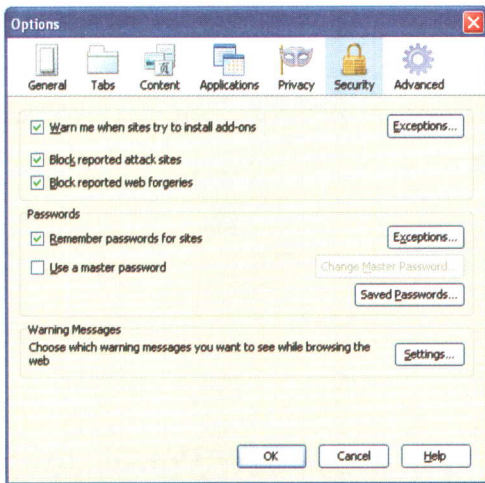 Options
General Tabs Content Applications Privacy Security Advanced
Warn me when sites try to install add-ons Exceptions...
Block reported attack sites
Block reported web forgeries
Passwords
Remember passwords for sites Exceptions...
Use a master password Change Master Password...
Saved Passwords...
Warning Messages
Choose which warning messages you want to see while browsing the Settings...
web
OK Cancel Help